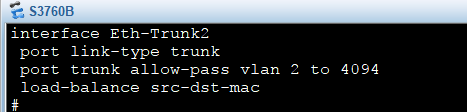 S3760B
interface Eth-Trunk2
port link-type trunk
port trunk allow-pass vlan 2 to 4094
load-balance src-dst-mac
#